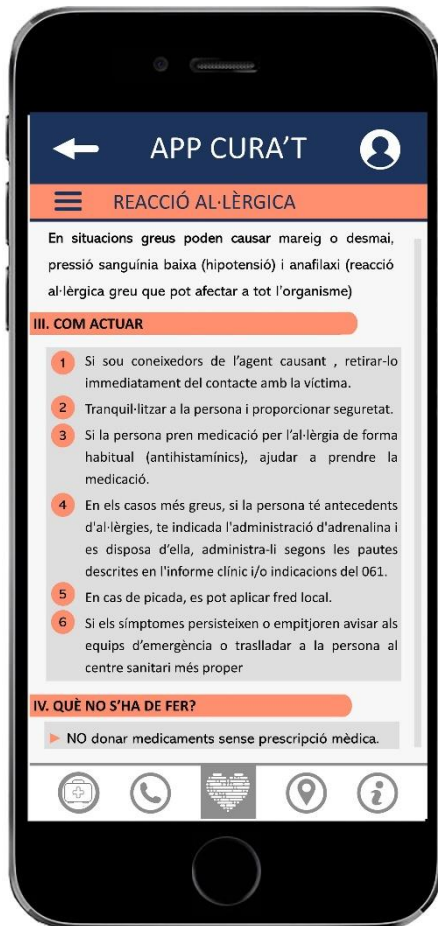 APP CURA'T
REACCIÓ AL·LÈRGICA
En situacions greus poden causar mareig o desmai,
pressió sanguínia baixa (hipotensió) i anafilaxi (reacció
al·lèrgica greu que pot afectar a tot l'organisme)
III. COM ACTUAR
1 Si sou coneixedors de l'agent causant , retirar-lo
immediatament del contacte amb la víctima.
2 Tranquil·litzar a la persona i proporcionar seguretat.
3 Si la persona pren medicació per l'al·lèrgia de forma
habitual (antihistamínics), ajudar a prendre la
medicació.
4 En els casos més greus, si la persona té antecedents
d'al·lèrgies, te indicada l'administració d'adrenalina i
es disposa d'ella, administra-li segons les pautes
descrites en l'informe clínic i/o indicacions del 061.
5 En cas de picada, es pot aplicar fred local.
6 Si els símptomes persisteixen o empitjoren avisar als
equips d'emergència o traslladar a la persona al
centre sanitari més proper
IV. QUÈ NO S'HA DE FER?
NO donar medicaments sense prescripció mèdica.